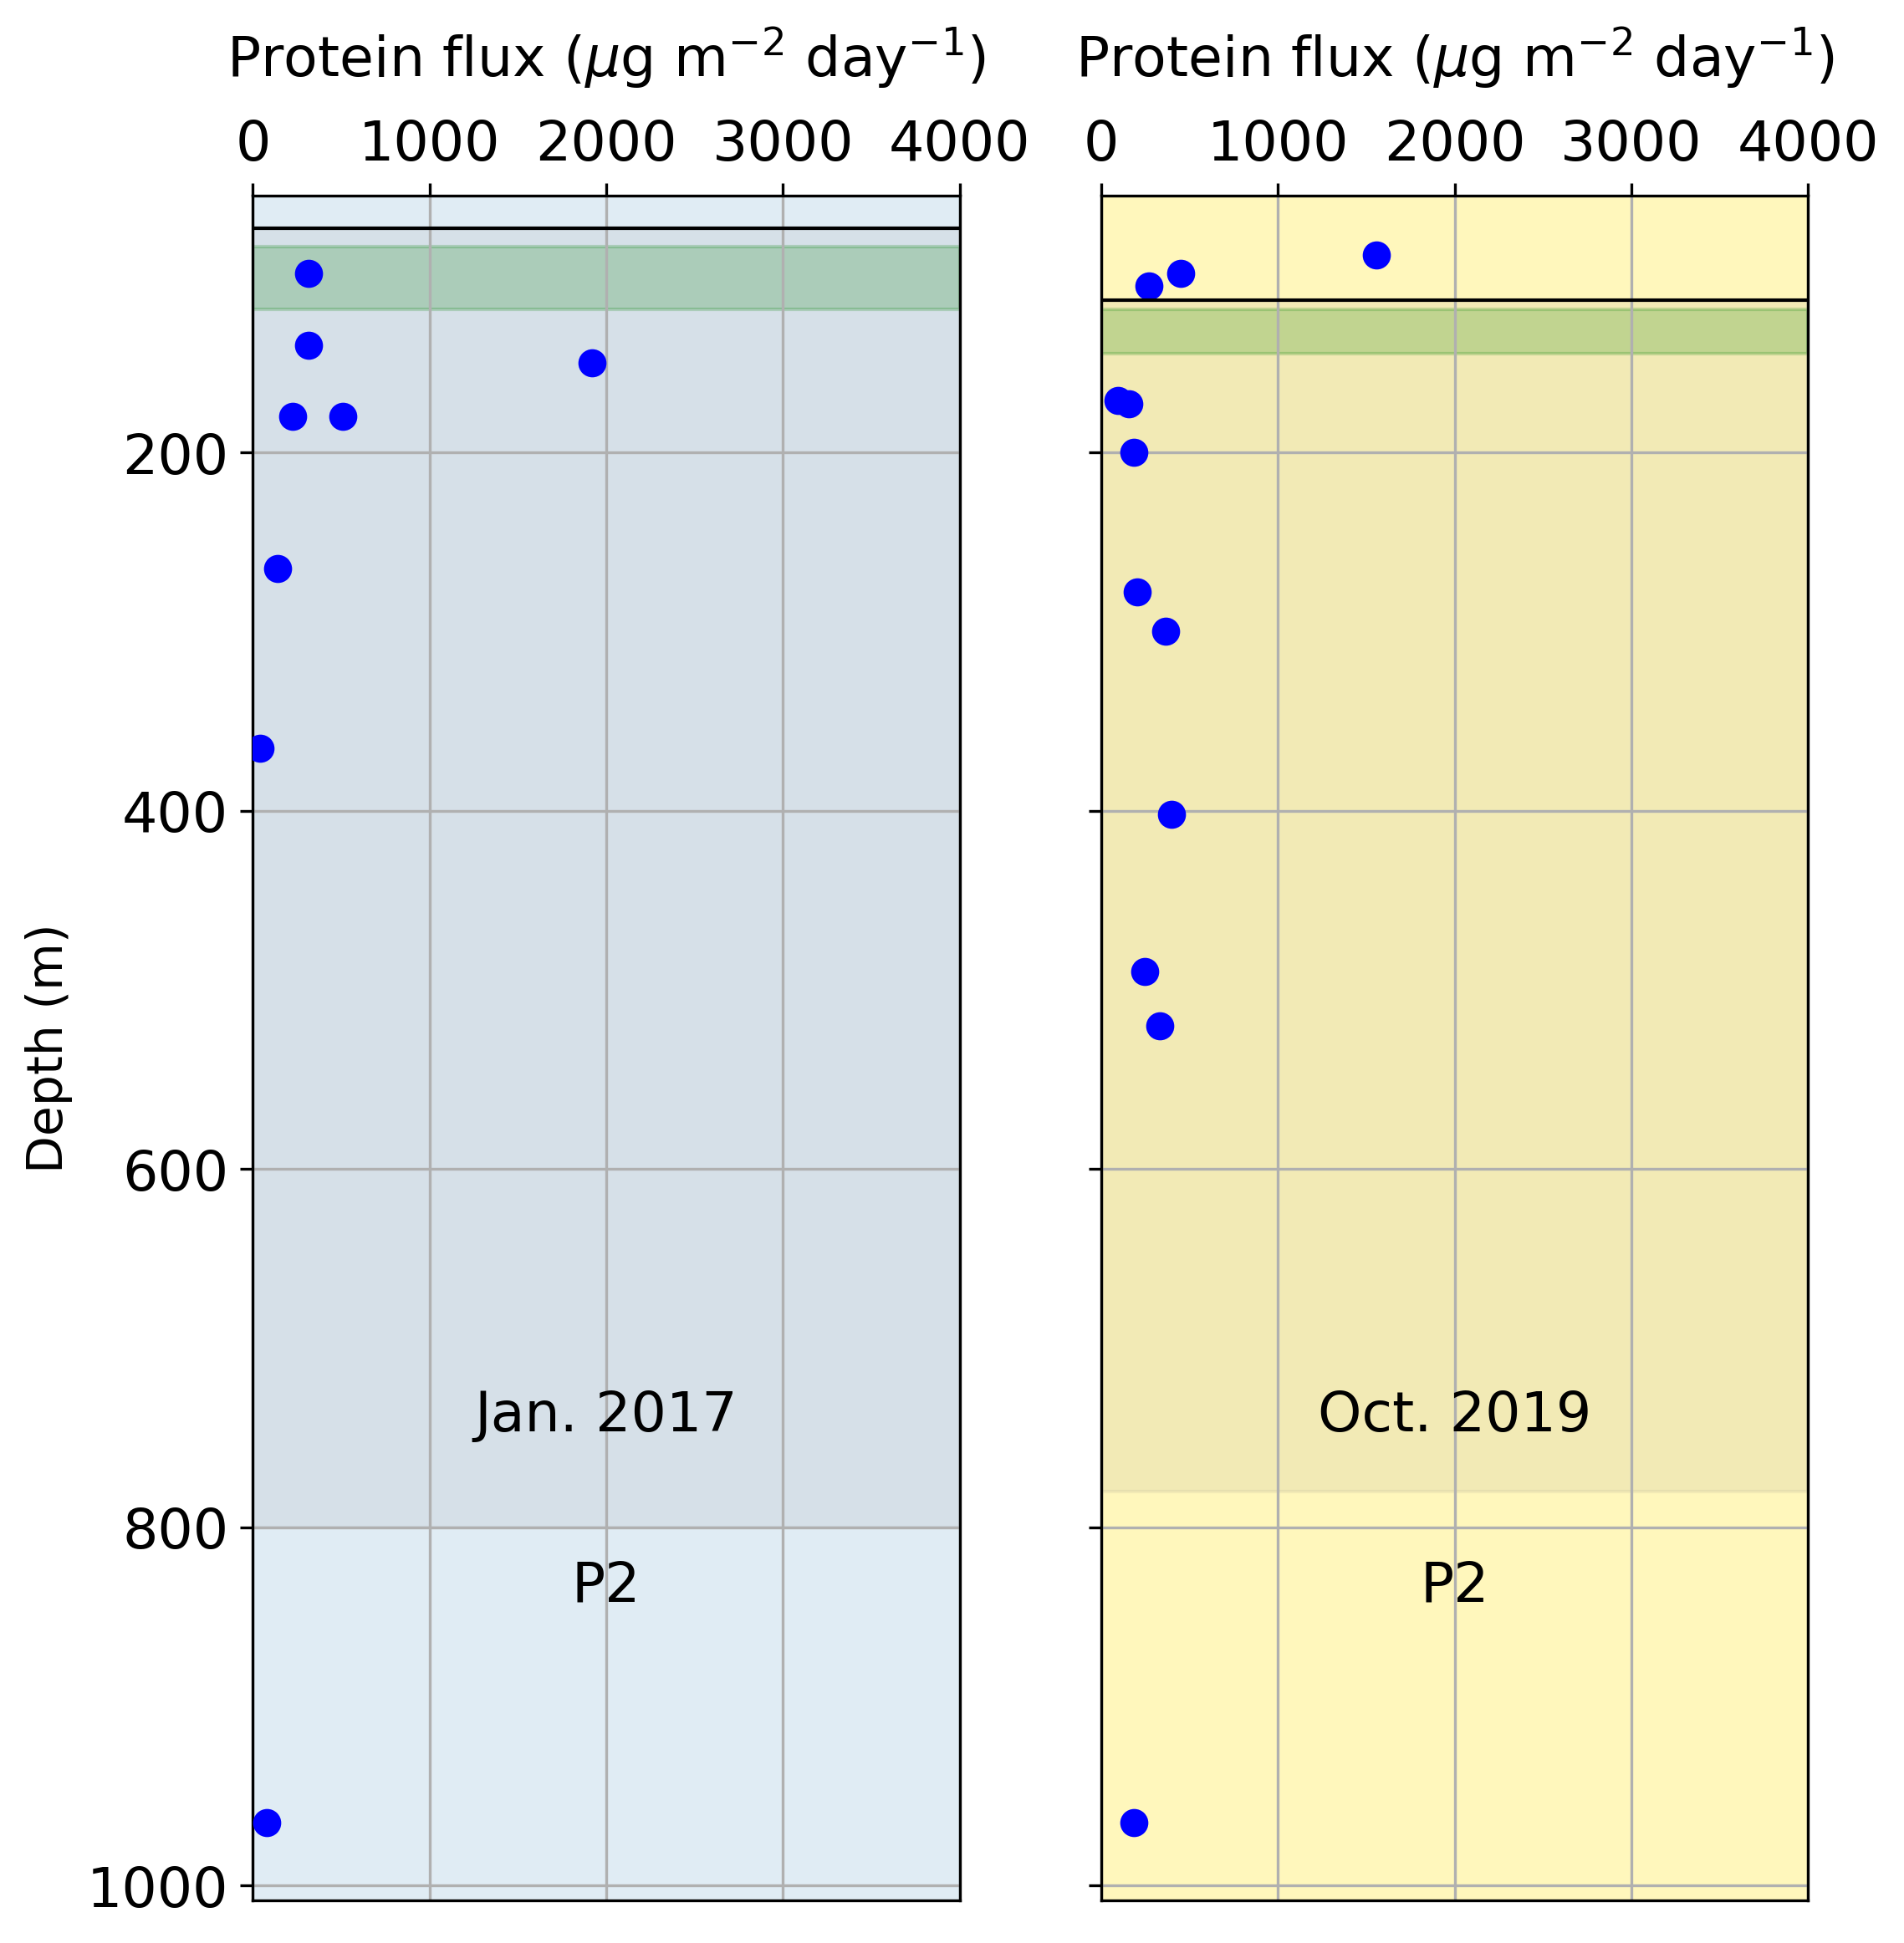 Protein flux (μg m⁻² day⁻¹) Protein flux (μg m⁻² day⁻¹)
0 1000 2000 3000 4000 0 1000 2000 3000 4000
200
400
600
800
1000
Depth (m)
Jan. 2017 Oct. 2019
P2 P2